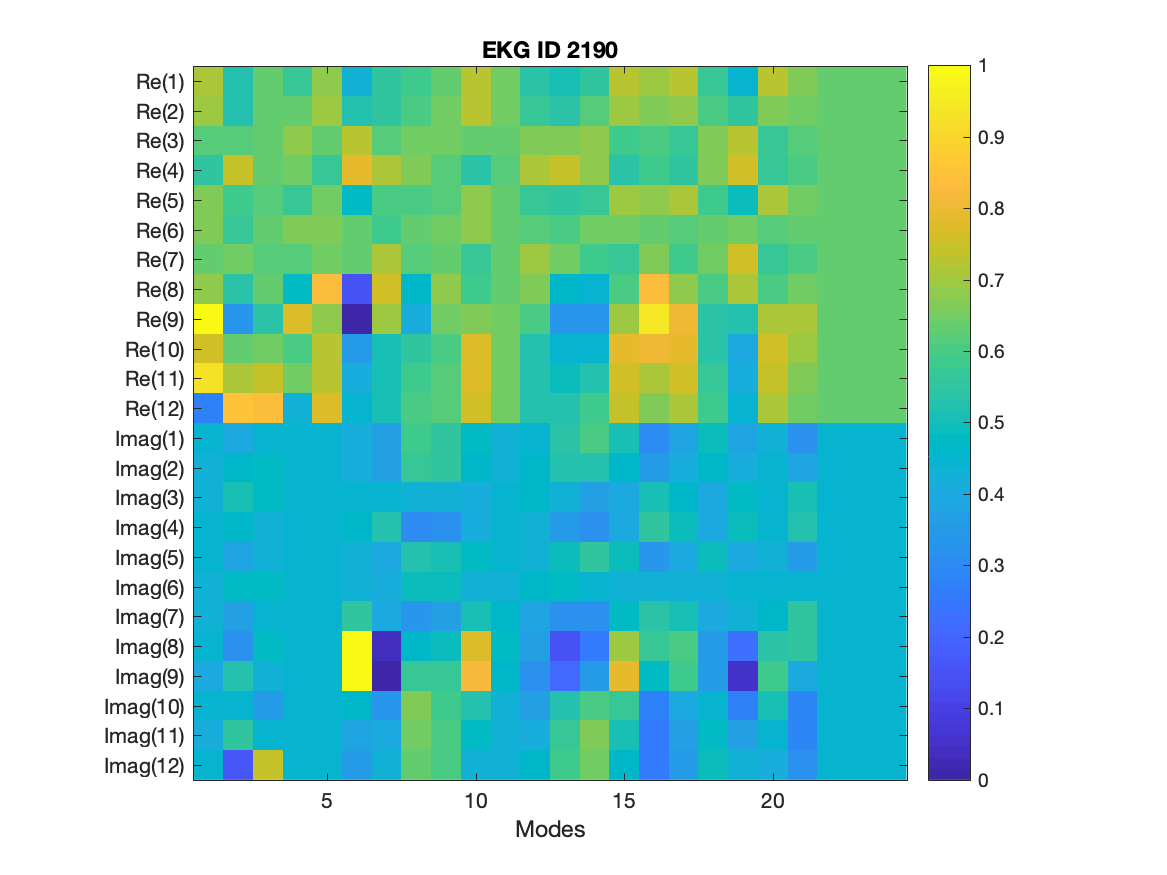 EKG ID 2190
Re(1)
Re(2)
Re(3)
Re(4)
Re(5)
Re(6)
Re(7)
Re(8)
Re(9)
Re(10)
Re(11)
Re(12)
Imag(1)
Imag(2)
Imag(3)
Imag(4)
Imag(5)
Imag(6)
Imag(7)
Imag(8)
Imag(9)
Imag(10)
Imag(11)
Imag(12)
5 10 15 20
Modes
1
0.9
0.8
0.7
0.6
0.5
0.4
0.3
0.2
0.1
0